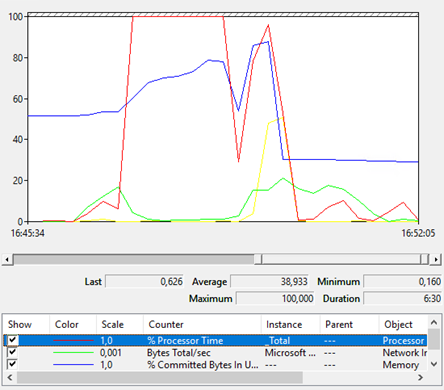 100
80
60
40
20
0
16:45:34 16:52:05
Last 0,626 Average 38,933 Minimum 0,160
Maximum 100,000 Duration 6:30
Show Color Scale Counter Instance Parent Object
1,0 % Processor Time _Total --- Processor
0,001 Bytes Total/sec Microsoft ... --- Network In
1,0 % Committed Bytes In U... --- --- Memory